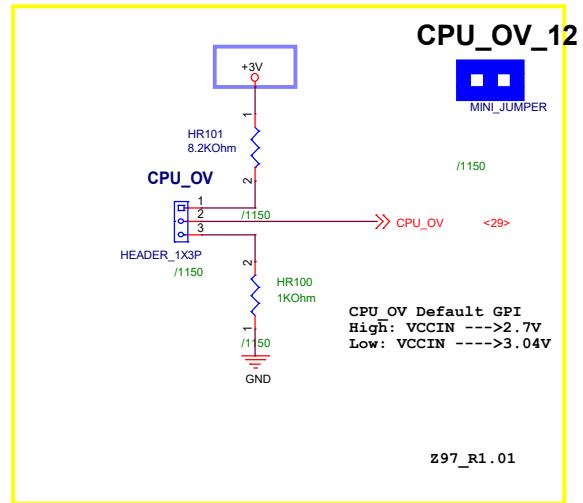 CPU_OV_12
+3V
MINI_JUMPER
1
HR101
8.2KOhm
/1150
2
CPU_OV
1
/1150
2
CPU_OV <29>
3
HEADER_1X3P
/1150
2
HR100
1KOhm
CPU_OV Default GPI
High: VCCIN --->2.7V
Low: VCCIN ---->3.04V
1
/1150
GND
Z97_R1.01